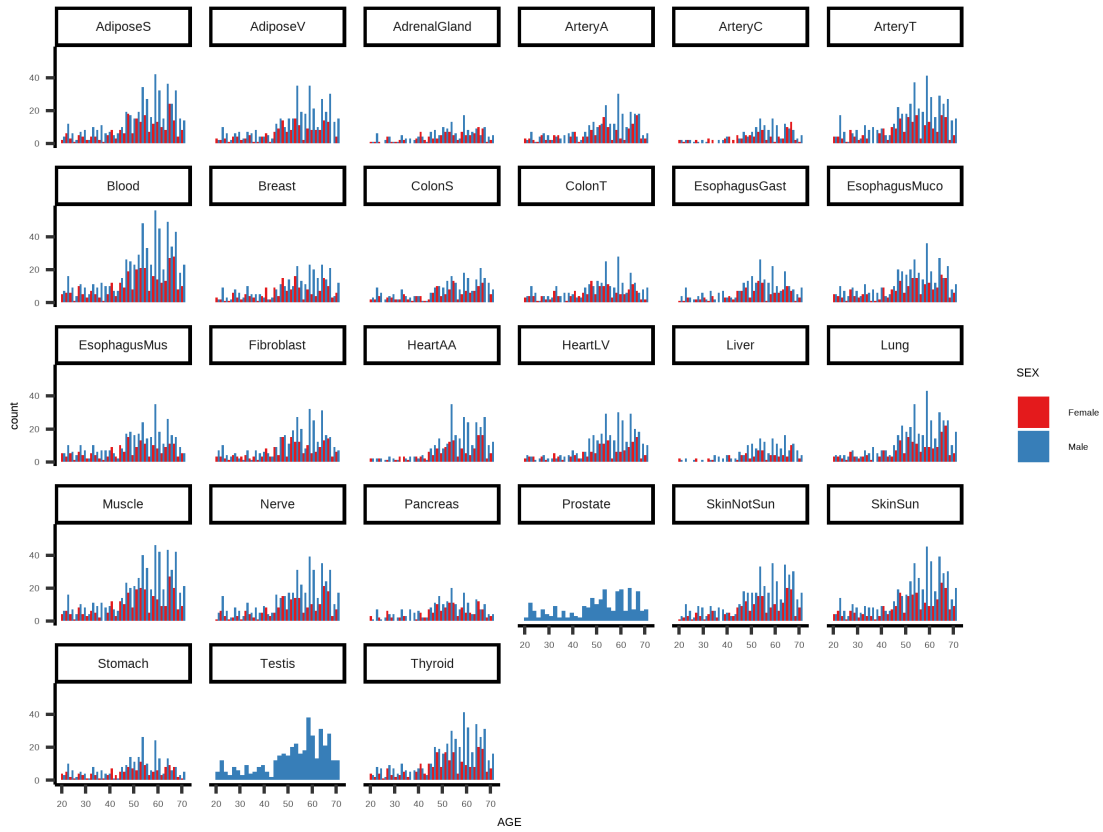 AdiposeS AdiposeV AdrenalGland ArteryA ArteryC ArteryT
40
20
0
Blood Breast ColonS ColonT EsophagusGast EsophagusMuco
40
20
0
EsophagusMus Fibroblast HeartAA HeartLV Liver Lung
SEX
40
Female
count
20
Male
0
Muscle Nerve Pancreas Prostate SkinNotSun SkinSun
40
20
0
20 30 40 50 60 70 20 30 40 50 60 70 20 30 40 50 60 70
Stomach Testis Thyroid
40
20
0
20 30 40 50 60 70 20 30 40 50 60 70 20 30 40 50 60 70
AGE